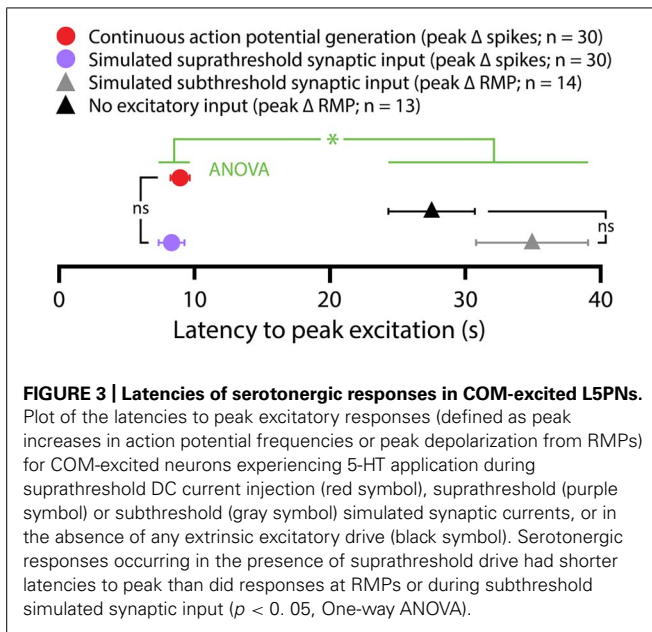 Continuous action potential generation (peak Δ spikes; n = 30)
Simulated suprathreshold synaptic input (peak Δ spikes; n = 30)
Simulated subthreshold synaptic input (peak Δ RMP; n = 14)
No excitatory input (peak Δ RMP; n = 13)
*
ANOVA
ns
ns
0 10 20 30 40
Latency to peak excitation (s)
FIGURE 3 | Latencies of serotonergic responses in COM-excited L5PNs.
Plot of the latencies to peak excitatory responses (defined as peak
increases in action potential frequencies or peak depolarization from RMPs)
for COM-excited neurons experiencing 5-HT application during
suprathreshold DC current injection (red symbol), suprathreshold (purple
symbol) or subthreshold (gray symbol) simulated synaptic currents, or in
the absence of any extrinsic excitatory drive (black symbol). Serotonergic
responses occurring in the presence of suprathreshold drive had shorter
latencies to peak than did responses at RMPs or during subthreshold
simulated synaptic input (p < 0. 05, One-way ANOVA).